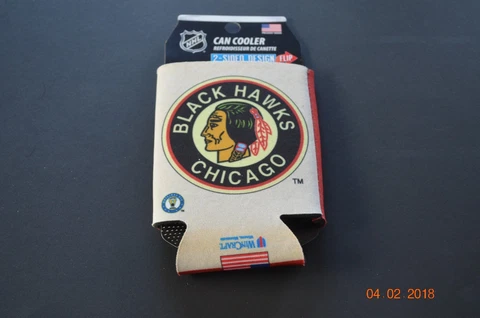 NHL
CAN COOLER
REFROIDISSEUR DE CANETTE
2-SIDED DESIGN FLIP
BLACK HAWKS
CHICAGO
TM
WINCRAFT
04 02 2018